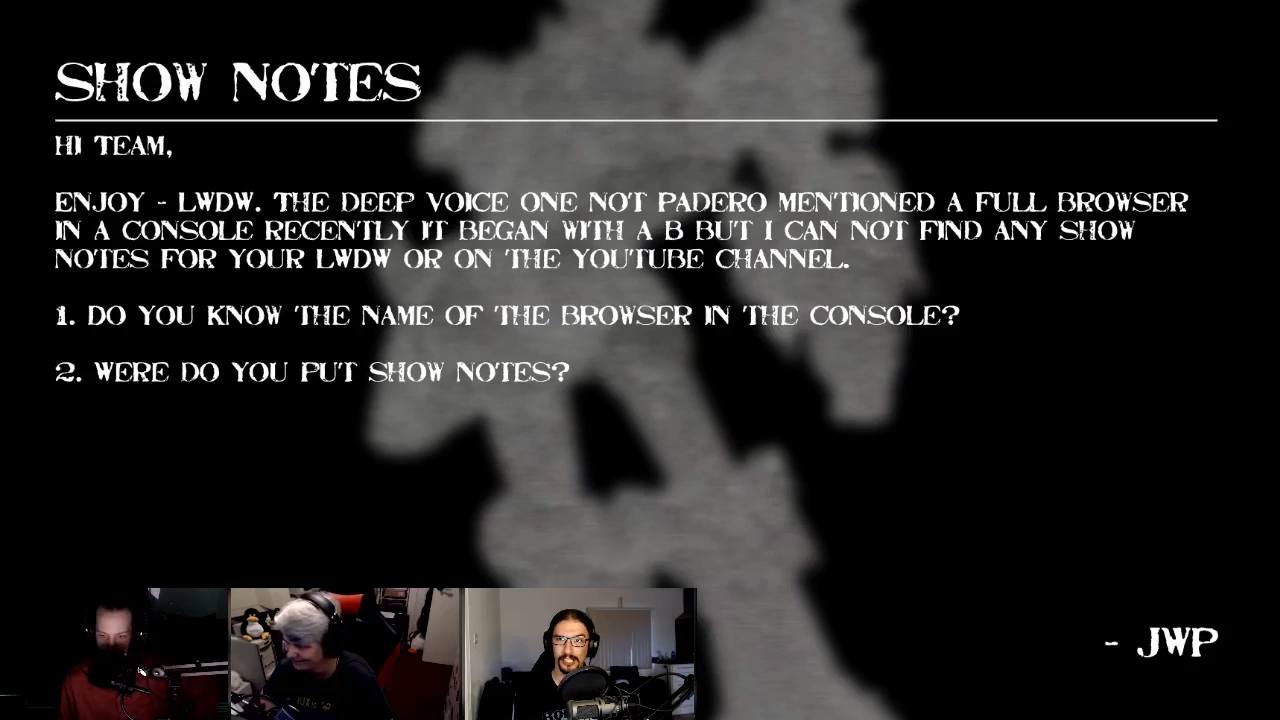 SHOW NOTES
HI TEAM,
ENJOY - LWDW. THE DEEP VOICE ONE NOT PADERO MENTIONED A FULL BROWSER
IN A CONSOLE RECENTLY IT BEGAN WITH A B BUT I CAN NOT FIND ANY SHOW
NOTES FOR YOUR LWDW OR ON THE YOUTUBE CHANNEL.
1. DO YOU KNOW THE NAME OF THE BROWSER IN THE CONSOLE?
2. WERE DO YOU PUT SHOW NOTES?
- JWP